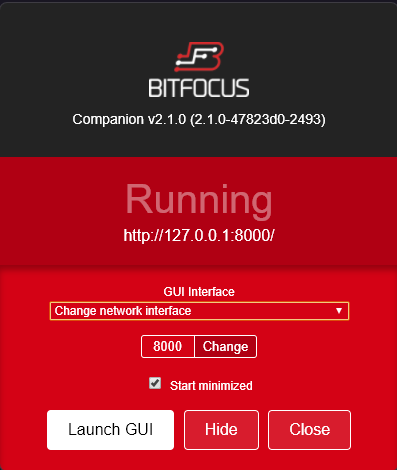 BITFOCUS
Companion v2.1.0 (2.1.0-47823d0-2493)
Running
http://127.0.0.1:8000/
GUI Interface
Change network interface
8000 Change
Start minimized
Launch GUI Hide Close